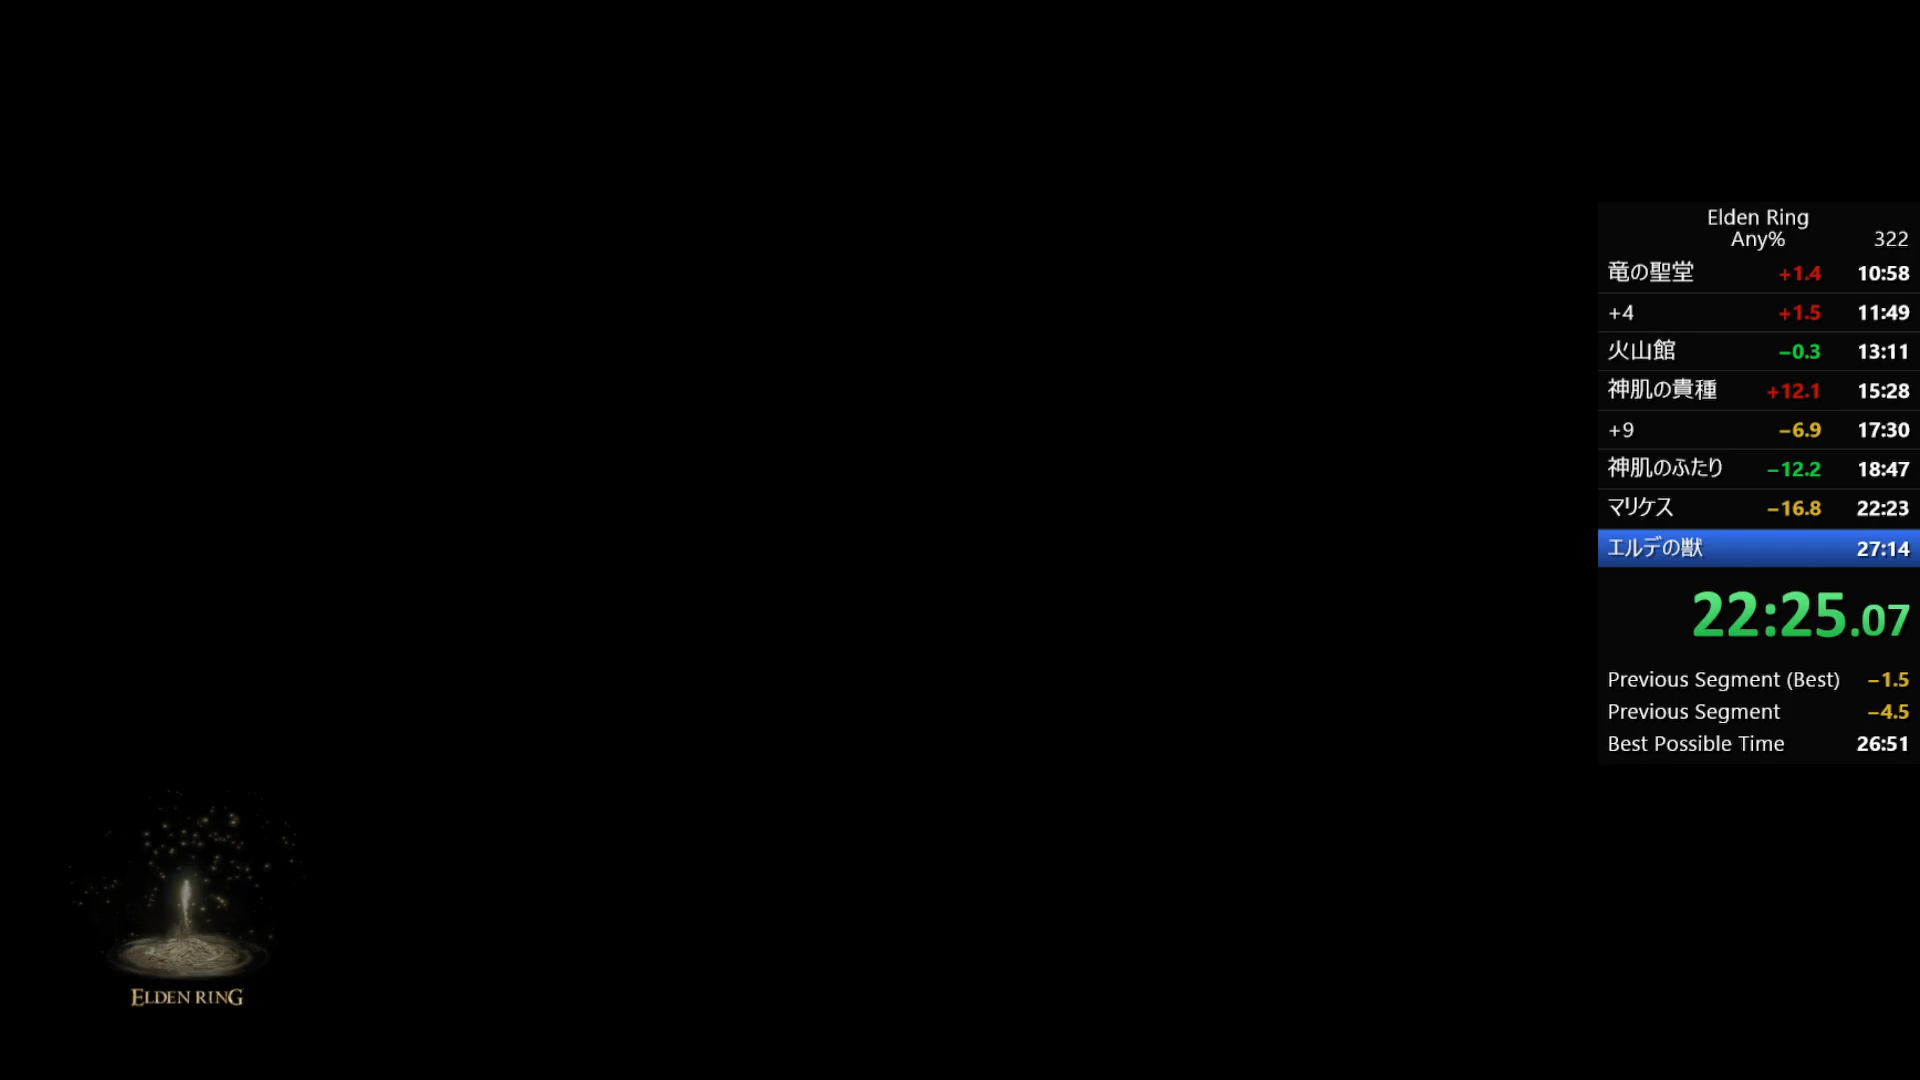 Elden Ring
Any% 322
竜の聖堂 +1.4 10:58
+4 +1.5 11:49
火山館 −0.3 13:11
神肌の貴種 +12.1 15:28
+9 −6.9 17:30
神肌のふたり −12.2 18:47
マリケス −16.8 22:23
エルデの獣 27:14
22:25.07
Previous Segment (Best) −1.5
Previous Segment −4.5
Best Possible Time 26:51
ELDEN RING